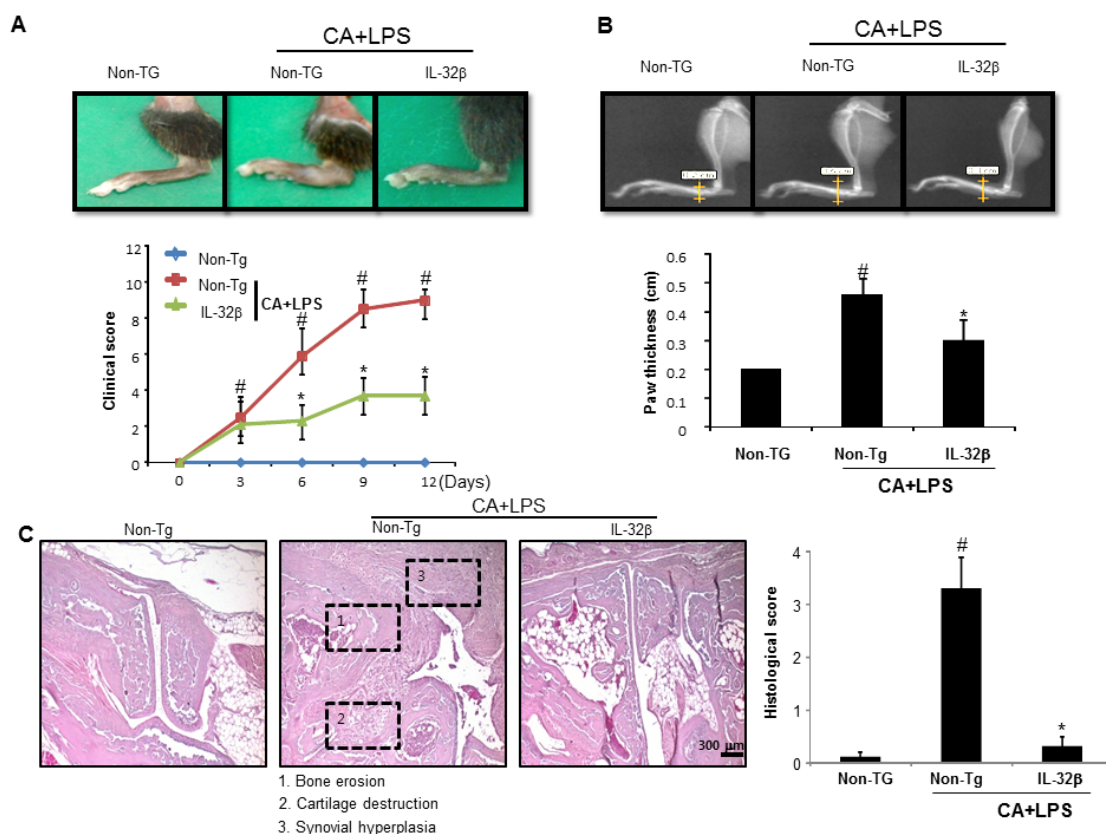 A
CA+LPS
Non-TG Non-TG IL-32β
12
10
8
6
4
2
0
Clinical score
Non-Tg
Non-Tg
IL-32β
CA+LPS
# # # #
* * *
0 3 6 9 12 (Days)
B
CA+LPS
Non-TG Non-TG IL-32β
0.6
0.5
0.4
0.3
0.2
0.1
0
Paw thickness (cm)
#
*
Non-TG Non-Tg IL-32β
CA+LPS
C
CA+LPS
Non-Tg Non-Tg IL-32β
3
1
2
300 μm
1. Bone erosion
2. Cartilage destruction
3. Synovial hyperplasia
4
3
2
1
0
Histological score
#
*
Non-TG Non-Tg IL-32β
CA+LPS